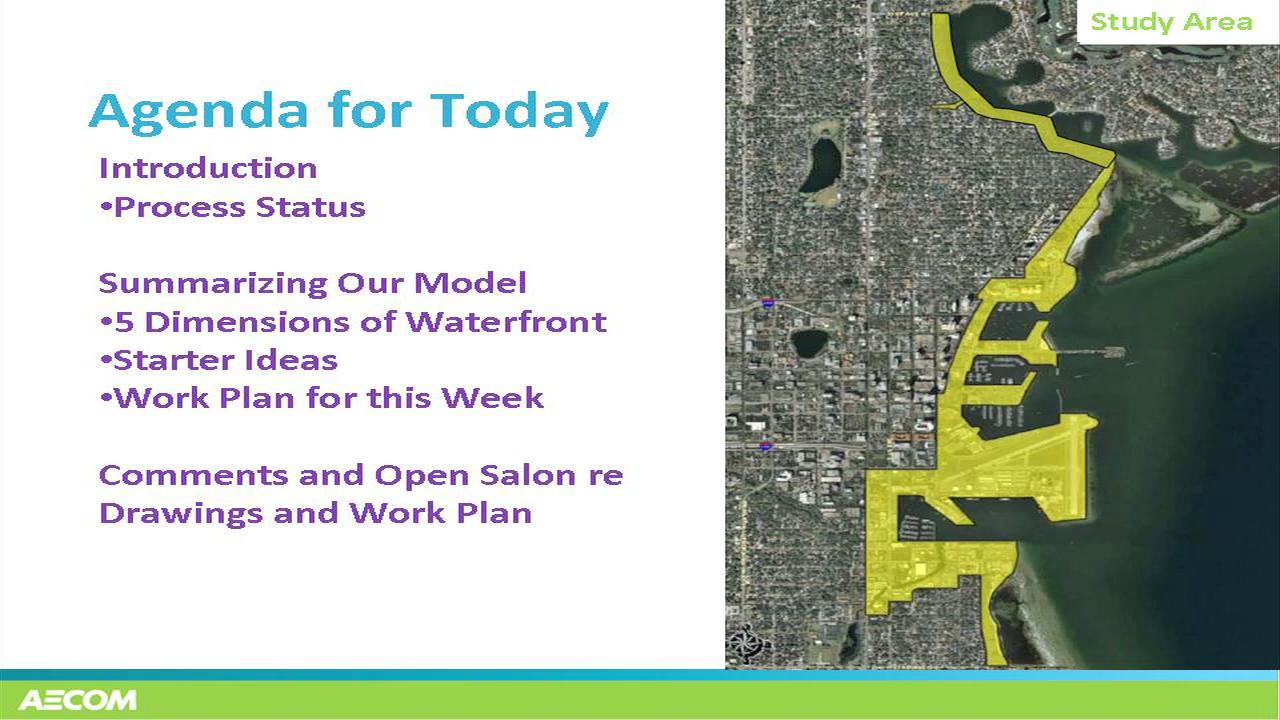 Study Area
Agenda for Today
Introduction
•Process Status
Summarizing Our Model
•5 Dimensions of Waterfront
•Starter Ideas
•Work Plan for this Week
Comments and Open Salon re
Drawings and Work Plan
AECOM